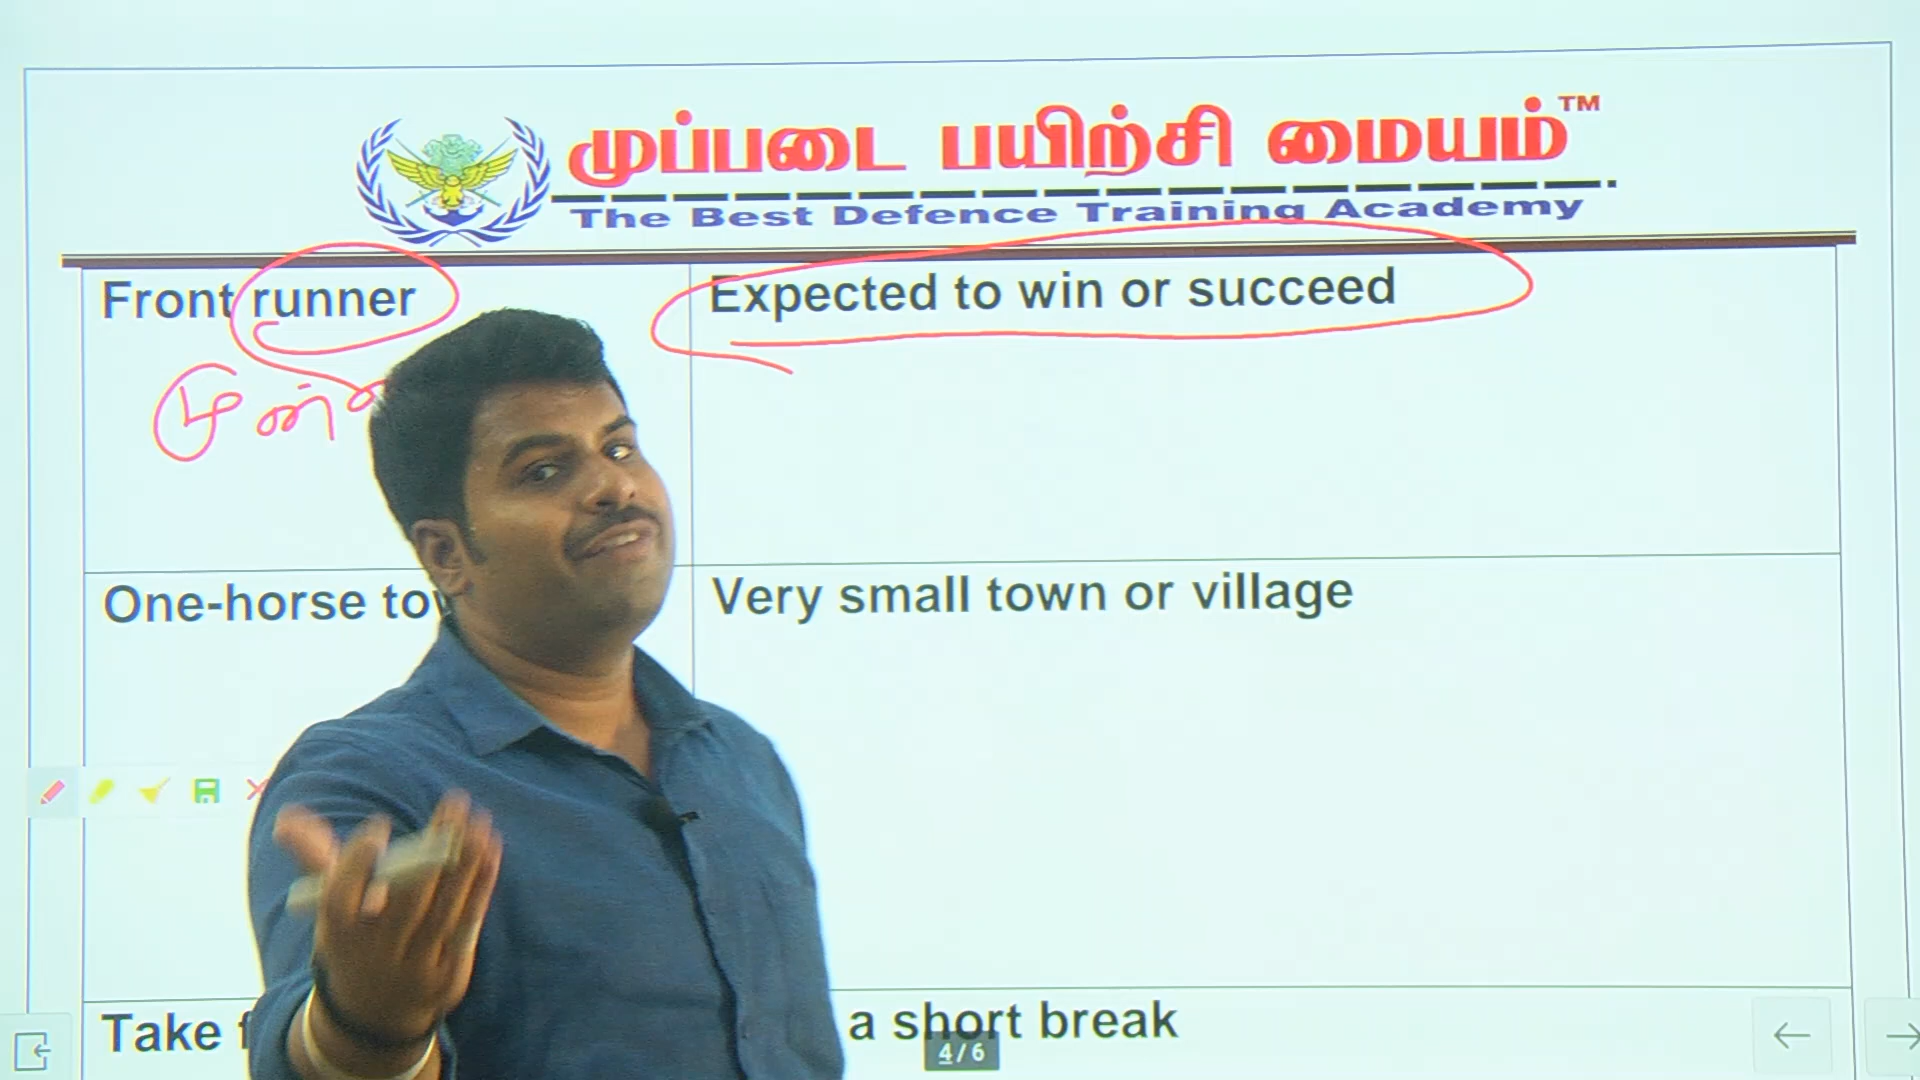 முப்படை பயிற்சி மையம்™
The Best Defence Training Academy
Front runner
Expected to win or succeed
முன்
One-horse
Very small town or village
Take
a short break
4/6